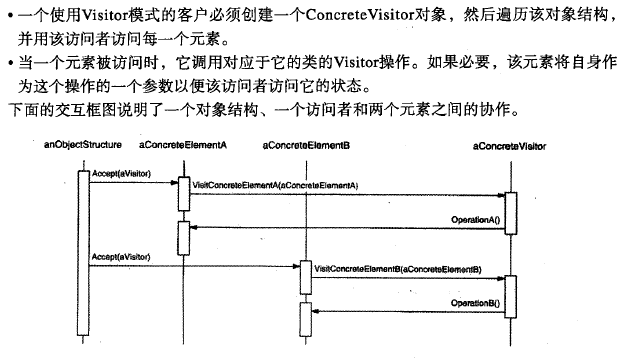 • 一个使用Visitor模式的客户必须创建一个ConcreteVisitor对象，然后遍历该对象结构，
并用该访问者访问每一个元素。
• 当一个元素被访问时，它调用对应于它的类的Visitor操作。如果必要，该元素将自身作
为这个操作的一个参数以便该访问者访问它的状态。
下面的交互框图说明了一个对象结构、一个访问者和两个元素之间的协作。
anObjectStructure aConcreteElementA aConcreteElementB aConcreteVisitor
Accept(aVisitor)
VisitConcreteElementA(aConcreteElementA)
OperationA()
Accept(aVisitor)
VisitConcreteElementB(aConcreteElementB)
OperationB()